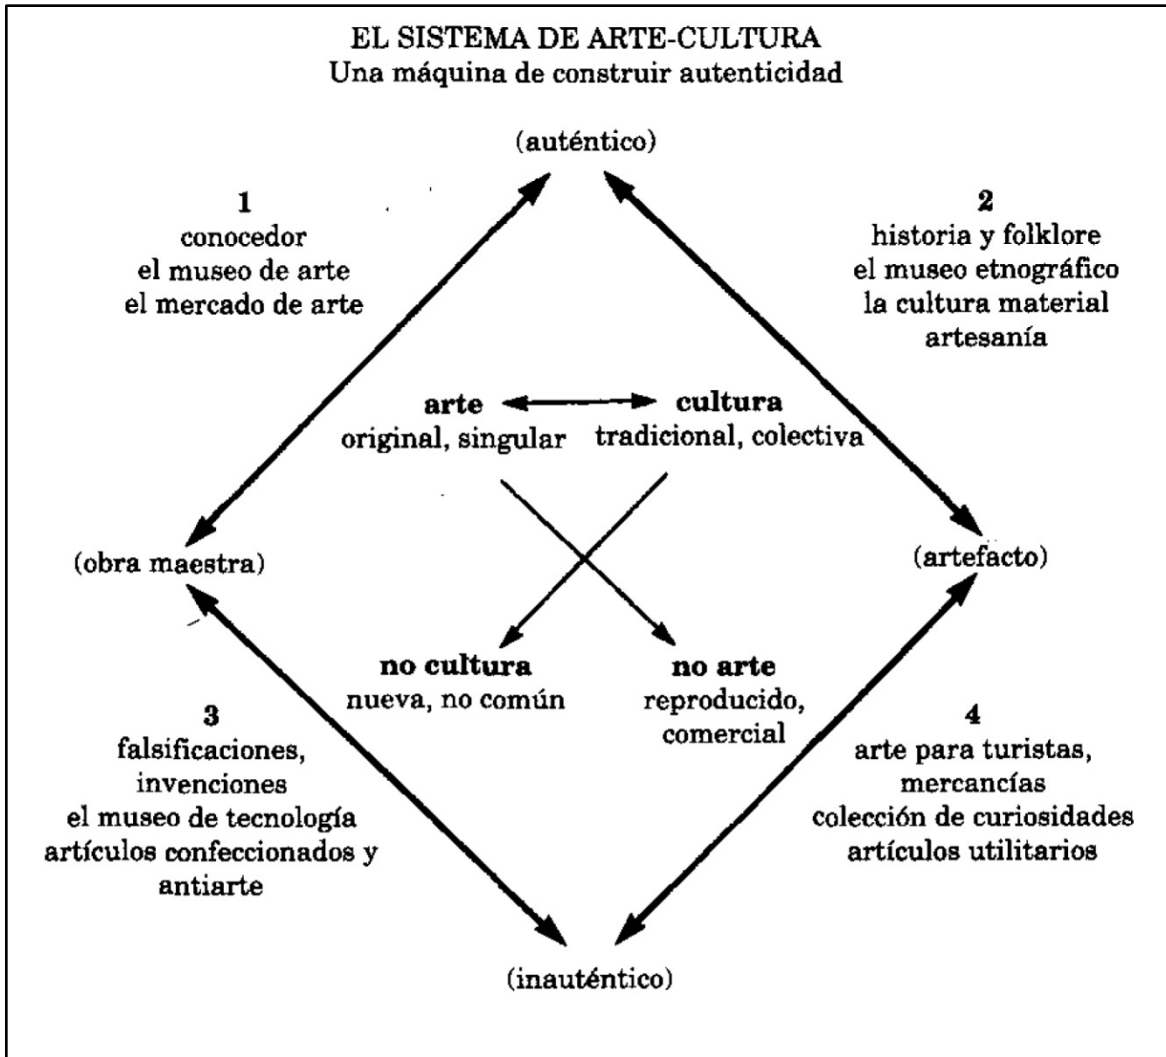 EL SISTEMA DE ARTE-CULTURA
Una máquina de construir autenticidad
(auténtico)
1
conocedor
el museo de arte
el mercado de arte
2
historia y folklore
el museo etnográfico
la cultura material
artesanía
arte
original, singular
cultura
tradicional, colectiva
(obra maestra)
(artefacto)
no cultura
nueva, no común
no arte
reproducido,
comercial
3
falsificaciones,
invenciones
el museo de tecnología
artículos confeccionados y
antiarte
4
arte para turistas,
mercancías
colección de curiosidades
artículos utilitarios
(inauténtico)